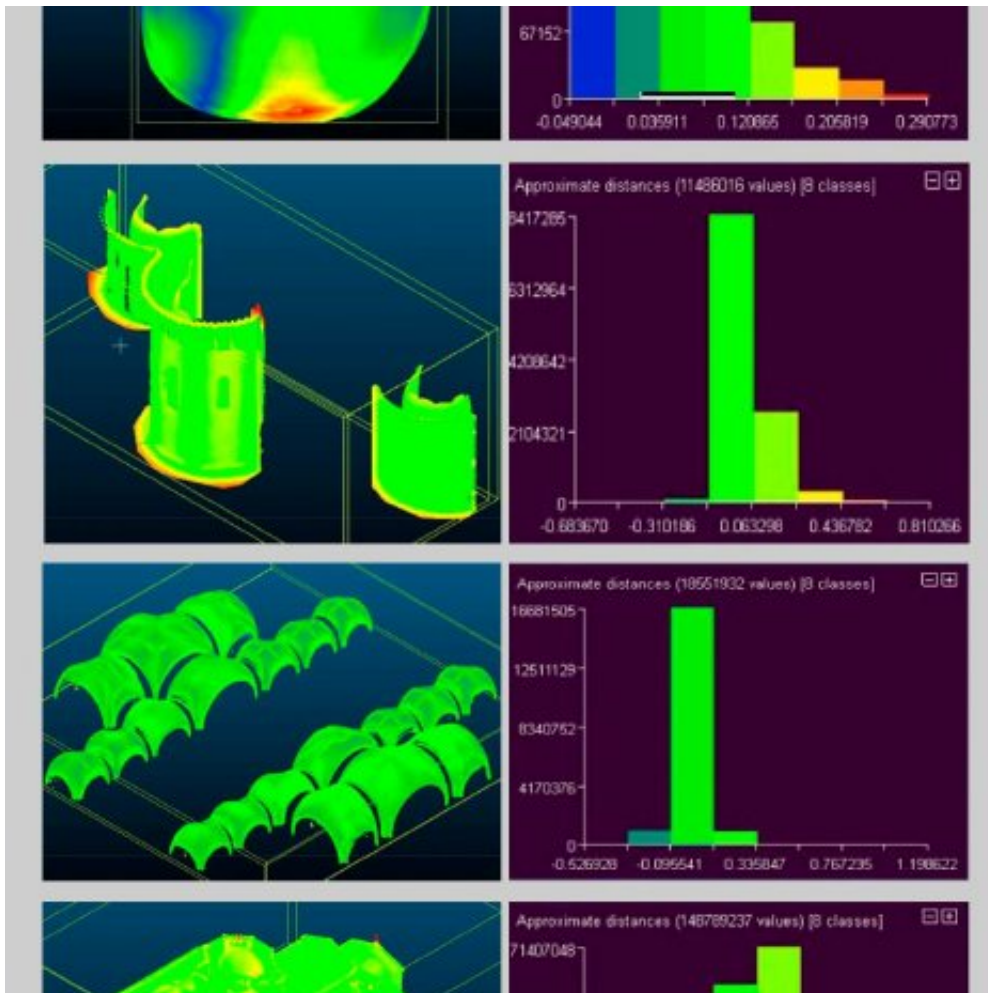 67152
0
-0.049044 0.035911 0.120865 0.205819 0.290773
Approximate distances (11486016 values) [8 classes]
8417285
6312964
4208642
2104321
0
-0.683670 -0.310186 0.063298 0.436782 0.810266
Approximate distances (18551932 values) [8 classes]
16681505
12511129
8340752
4170376
0
-0.526928 -0.095541 0.335847 0.767235 1.198622
Approximate distances (148789237 values) [8 classes]
71407048